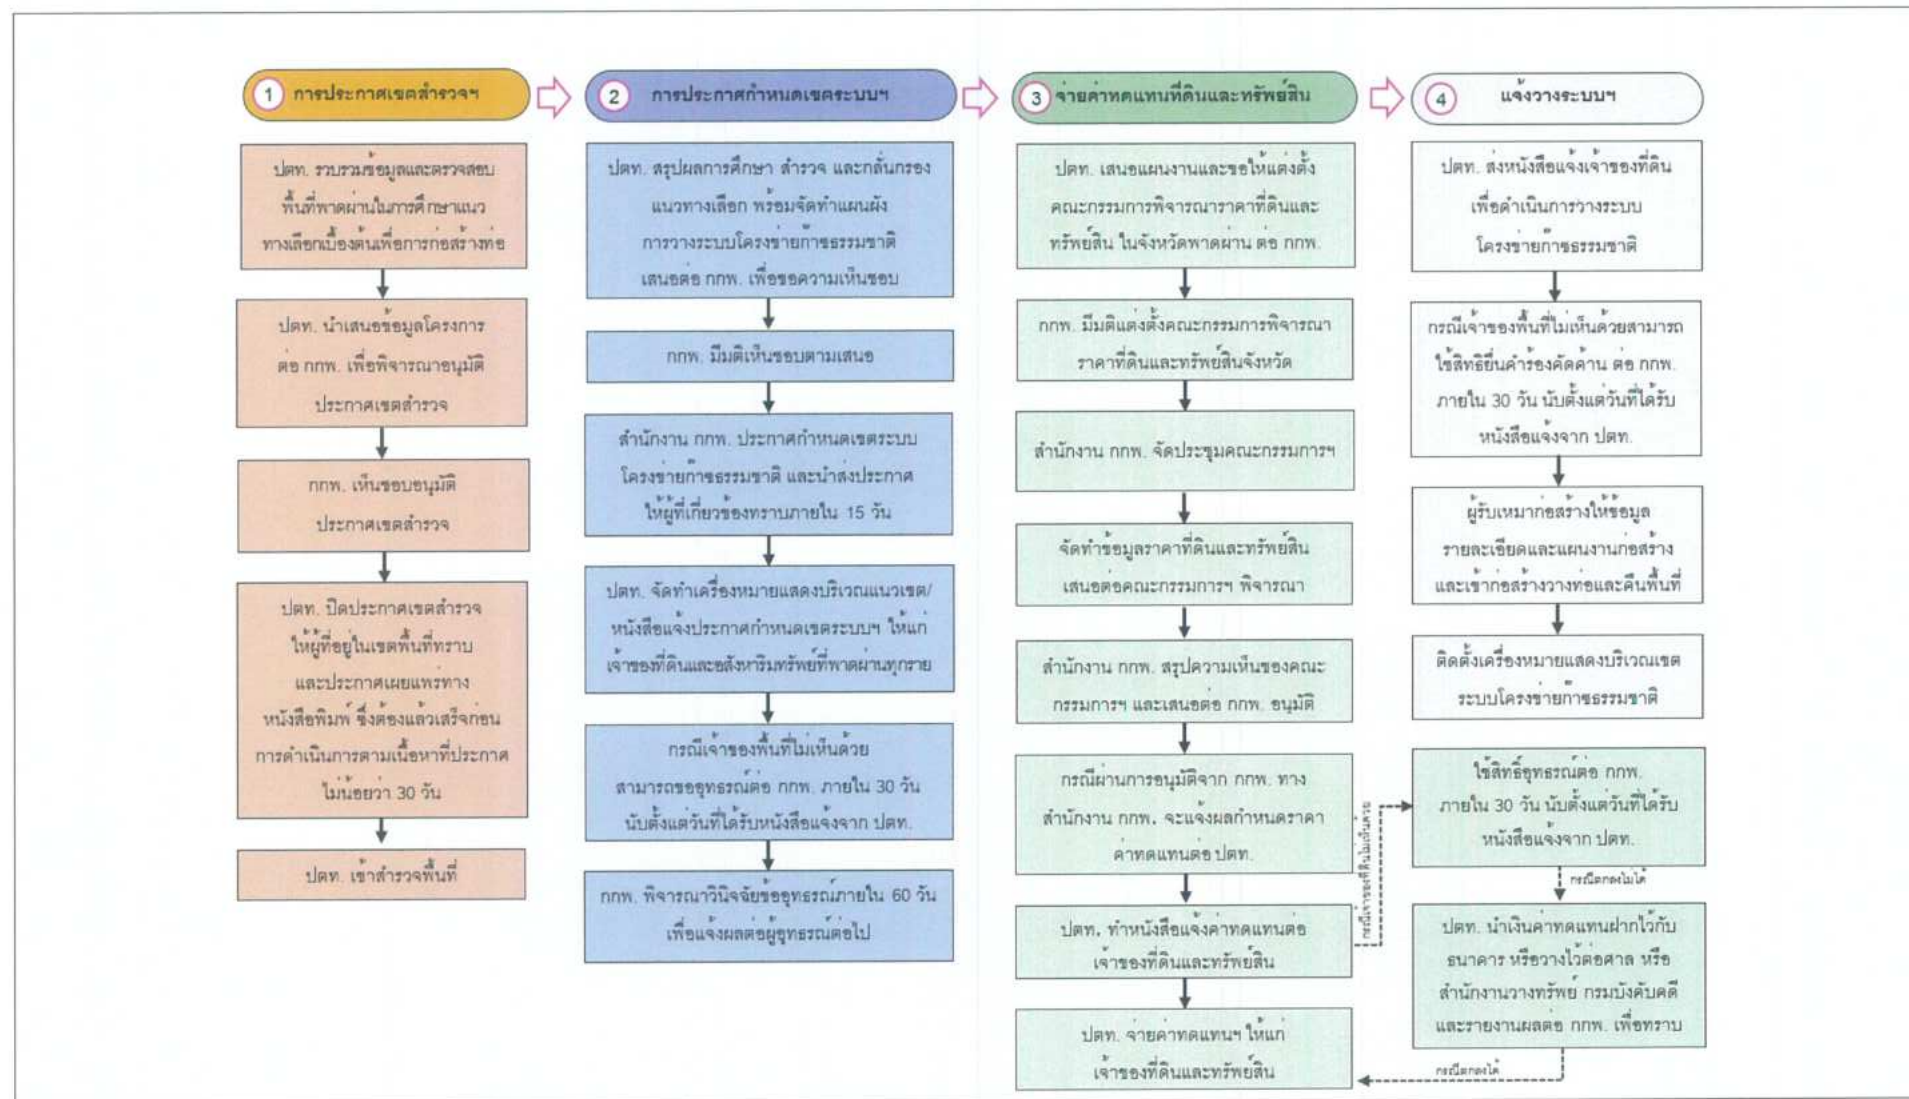 1 การประกาศเขตสำรวจฯ
ปตท. รวบรวมข้อมูลและตรวจสอบ
พื้นที่พาดผ่านในการศึกษาแนว
ทางเลือกเบื้องต้นเพื่อการก่อสร้างท่อ
ปตท. นำเสนอข้อมูลโครงการ
ต่อ กกพ. เพื่อพิจารณาอนุมัติ
ประกาศเขตสำรวจ
กกพ. เห็นชอบอนุมัติ
ประกาศเขตสำรวจ
ปตท. ปิดประกาศเขตสำรวจ
ให้ผู้ที่อยู่ในเขตพื้นที่ทราบ
และประกาศเผยแพร่ทาง
หนังสือพิมพ์ ซึ่งต้องแล้วเสร็จก่อน
การดำเนินการตามเนื้อหาที่ประกาศ
ไม่น้อยว่า 30 วัน
ปตท. เข้าสำรวจพื้นที่
2 การประกาศกำหนดเขตระบบฯ
ปตท. สรุปผลการศึกษา สำรวจ และกลั่นกรอง
แนวทางเลือก พร้อมจัดทำแผนผัง
การวางระบบโครงข่ายก๊าซธรรมชาติ
เสนอต่อ กกพ. เพื่อขอความเห็นชอบ
กกพ. มีมติเห็นชอบตามเสนอ
สำนักงาน กกพ. ประกาศกำหนดเขตระบบ
โครงข่ายก๊าซธรรมชาติ และนำส่งประกาศ
ให้ผู้ที่เกี่ยวของทราบภายใน 15 วัน
ปตท. จัดทำเครื่องหมายแสดงบริเวณแนวเขต/
หนังสือแจ้งประกาศกำหนดเขตระบบฯ ให้แก่
เจ้าของที่ดินและอสังหาริมทรัพย์ที่พาดผ่านทุกราย
กรณีเจ้าของพื้นที่ไม่เห็นด้วย
สามารถขออุทธรณ์ต่อ กกพ. ภายใน 30 วัน
นับตั้งแต่วันที่ได้รับหนังสือแจ้งจาก ปตท.
กกพ. พิจารณาวินิจฉัยข้ออุทธรณ์ภายใน 60 วัน
เพื่อแจ้งผลต่อผู้อุทธรณ์ต่อไป
3 จ่ายค่าทดแทนที่ดินและทรัพย์สิน
ปตท. เสนอแผนงานและขอให้แต่งตั้ง
คณะกรรมการพิจารณาราคาที่ดินและ
ทรัพย์สิน ในจังหวัดพาดผ่าน ต่อ กกพ.
กกพ. มีมติแต่งตั้งคณะกรรมการพิจารณา
ราคาที่ดินและทรัพย์สินจังหวัด
สำนักงาน กกพ. จัดประชุมคณะกรรมการฯ
จัดทำข้อมูลราคาที่ดินและทรัพย์สิน
เสนอต่อคณะกรรมการฯ พิจารณา
สำนักงาน กกพ. สรุปความเห็นของคณะ
กรรมการฯ และเสนอต่อ กกพ. อนุมัติ
กรณีผ่านการอนุมัติจาก กกพ. ทาง
สำนักงาน กกพ. จะแจ้งผลกำหนดราคา
ค่าทดแทนต่อ ปตท.
ปตท. ทำหนังสือแจ้งค่าทดแทนต่อ
เจ้าของที่ดินและทรัพย์สิน
ปตท. จ่ายค่าทดแทนฯ ให้แก่
เจ้าของที่ดินและทรัพย์สิน
กรณีเจ้าของที่ดินไม่เห็นด้วย
4 แจ้งวางระบบฯ
ปตท. ส่งหนังสือแจ้งเจ้าของที่ดิน
เพื่อดำเนินการวางระบบ
โครงข่ายก๊าซธรรมชาติ
กรณีเจ้าของพื้นที่ไม่เห็นด้วยสามารถ
ใช้สิทธิยื่นคำร้องคัดค้าน ต่อ กกพ.
ภายใน 30 วัน นับตั้งแต่วันที่ได้รับ
หนังสือแจ้งจาก ปตท.
ผู้รับเหมาก่อสร้างให้ข้อมูล
รายละเอียดและแผนงานก่อสร้าง
และเข้าก่อสร้างวางท่อและคืนพื้นที่
ติดตั้งเครื่องหมายแสดงบริเวณเขต
ระบบโครงข่ายก๊าซธรรมชาติ
ใช้สิทธิ์อุทธรณ์ต่อ กกพ.
ภายใน 30 วัน นับตั้งแต่วันที่ได้รับ
หนังสือแจ้งจาก ปตท.
กรณีตกลงไม่ได้
ปตท. นำเงินค่าทดแทนฝากไว้กับ
ธนาคาร หรือวางไว้ต่อศาล หรือ
สำนักงานวางทรัพย์ กรมบังคับคดี
และรายงานผลต่อ กกพ. เพื่อทราบ
กรณีตกลงได้